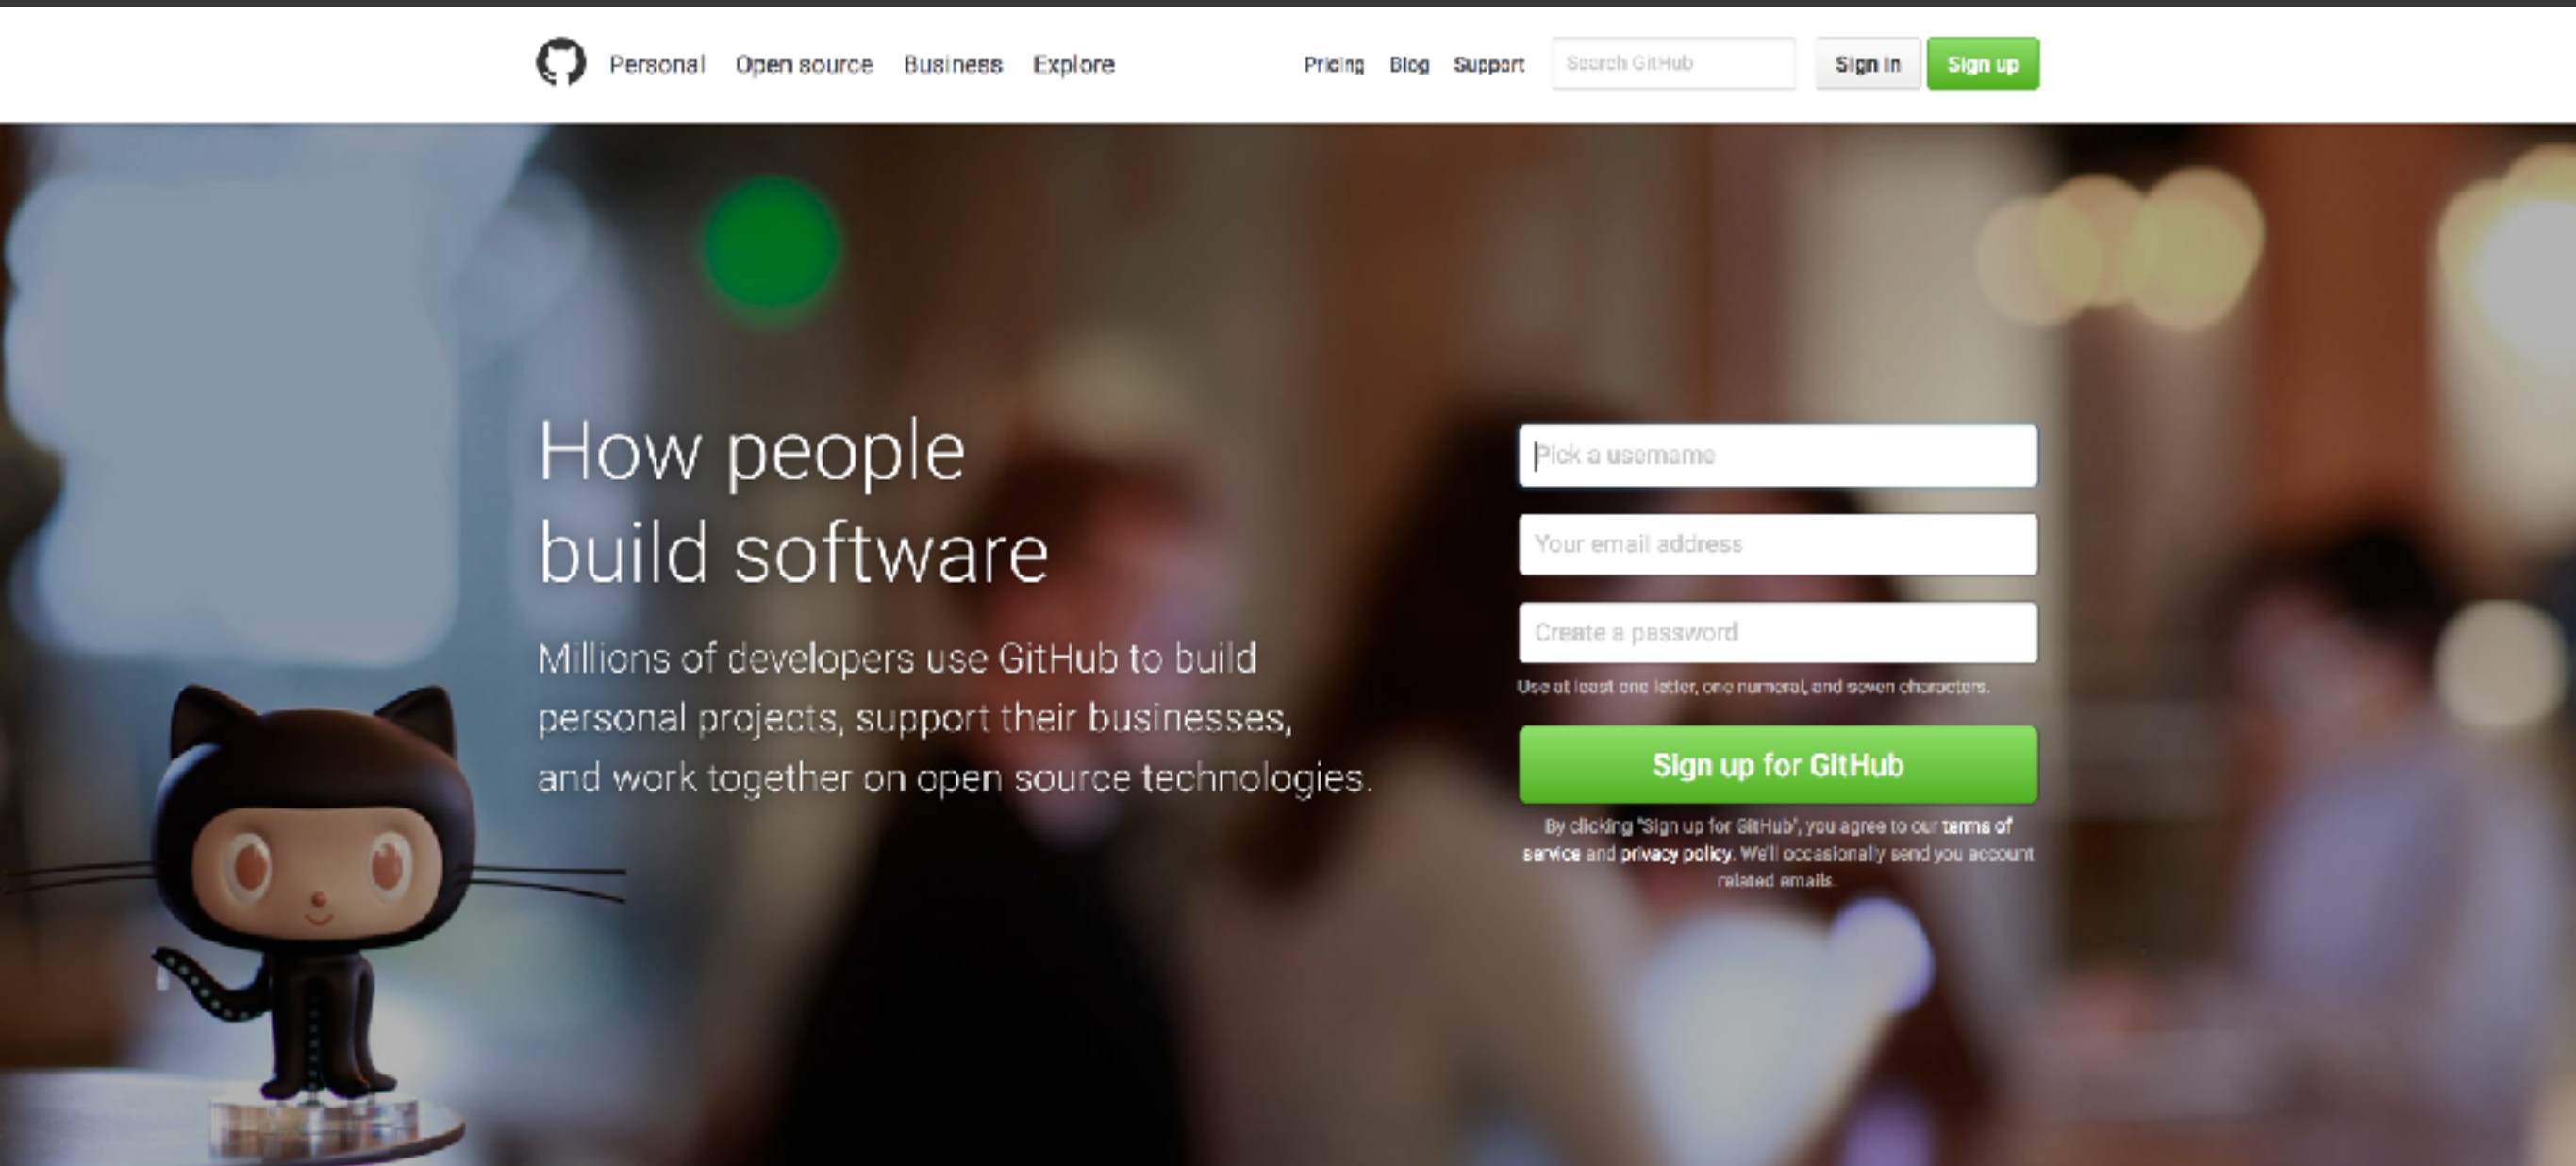 Personal Open source Business Explore Pricing Blog Support Search GitHub Sign in Sign up
How people
build software
Millions of developers use GitHub to build
personal projects, support their businesses,
and work together on open source technologies.
Pick a username
Your email address
Create a password
Use at least one letter, one numeral, and seven characters.
Sign up for GitHub
By clicking "Sign up for GitHub", you agree to our terms of
service and privacy policy. We'll occasionally send you account
related emails.